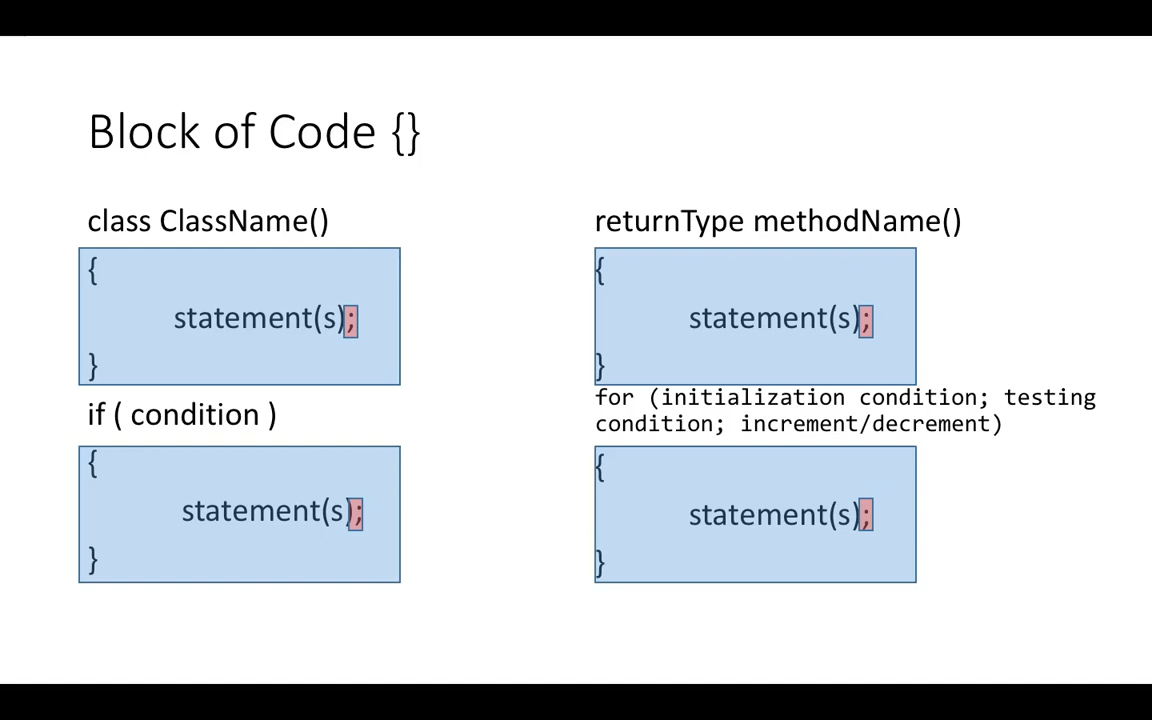 Block of Code {}
class ClassName()
{
statement(s);
}
if ( condition )
{
statement(s);
}
returnType methodName()
{
statement(s);
}
for (initialization condition; testing
condition; increment/decrement)
{
statement(s);
}